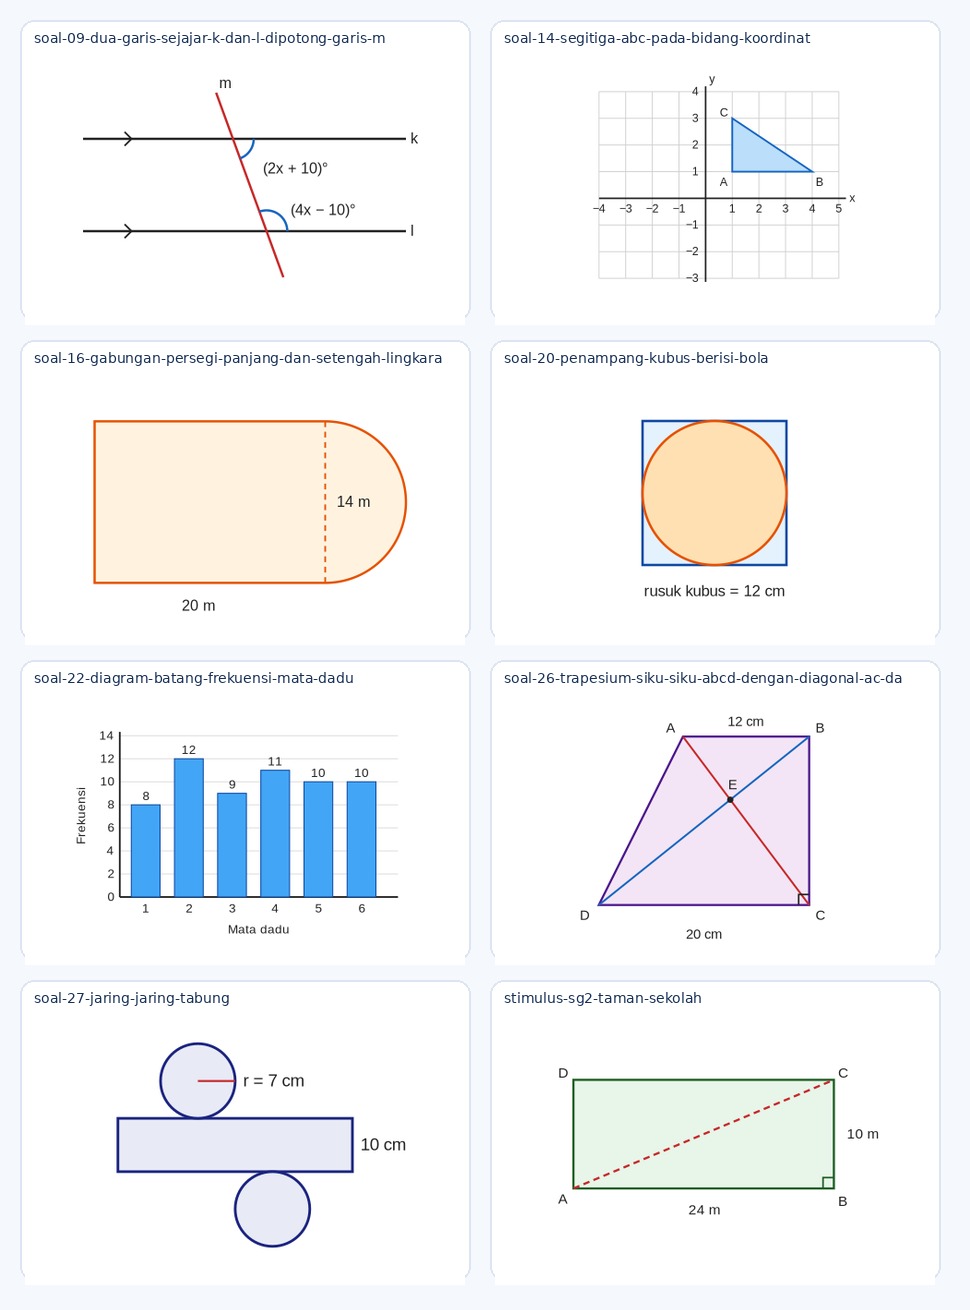 soal-09-dua-garis-sejajar-k-dan-l-dipotong-garis-m
m
k
(2x + 10)°
(4x − 10)°
l
soal-14-segitiga-abc-pada-bidang-koordinat
y
4
C
3
2
1
A
B
x
−4 −3 −2 −1 1 2 3 4 5
−1
−2
−3
soal-16-gabungan-persegi-panjang-dan-setengah-lingkara
14 m
20 m
soal-20-penampang-kubus-berisi-bola
rusuk kubus = 12 cm
soal-22-diagram-batang-frekuensi-mata-dadu
14
12
10
8
6
4
2
0
Frekuensi
8 12 9 11 10 10
1 2 3 4 5 6
Mata dadu
soal-26-trapesium-siku-siku-abcd-dengan-diagonal-ac-da
12 cm
A B
E
D C
20 cm
soal-27-jaring-jaring-tabung
r = 7 cm
10 cm
stimulus-sg2-taman-sekolah
D C
10 m
A B
24 m